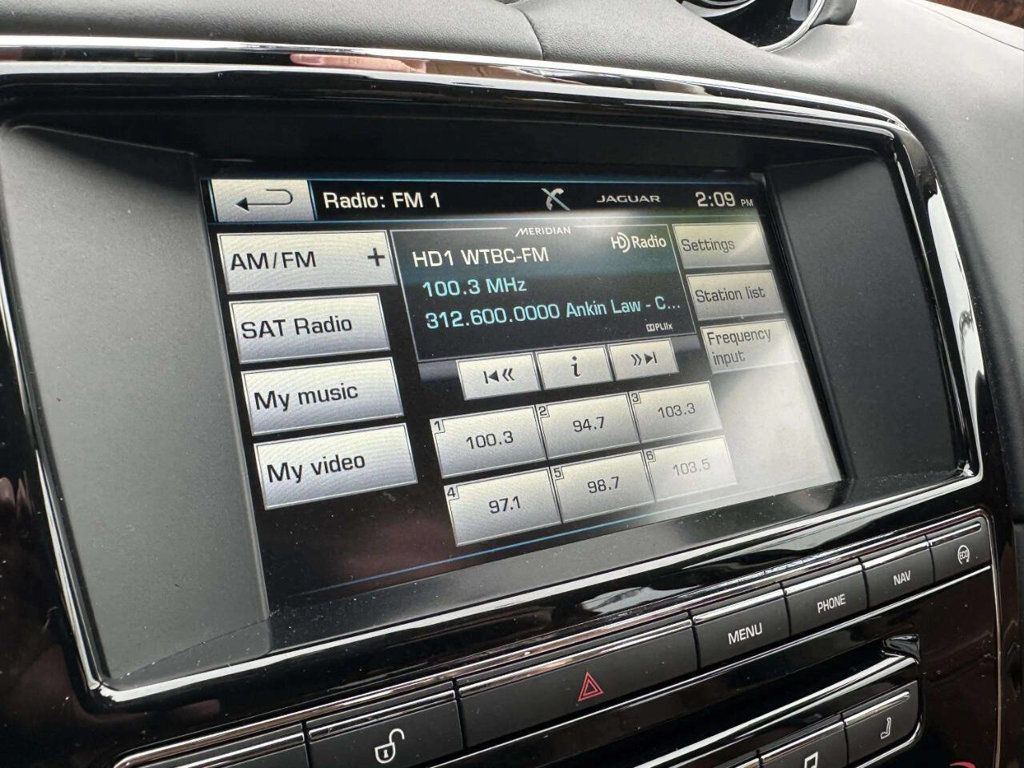 Radio: FM 1
JAGUAR
2:09 PM
AM/FM +
SAT Radio
My music
My video
MERIDIAN
HD Radio
HD1 WTBC-FM
100.3 MHz
312.600.0000 Ankin Law - C...
PLIIx
Settings
Station list
Frequency
input
i
1 100.3
2 94.7
3 103.3
4 97.1
5 98.7
6 103.5
MENU
PHONE
NAV
ECO